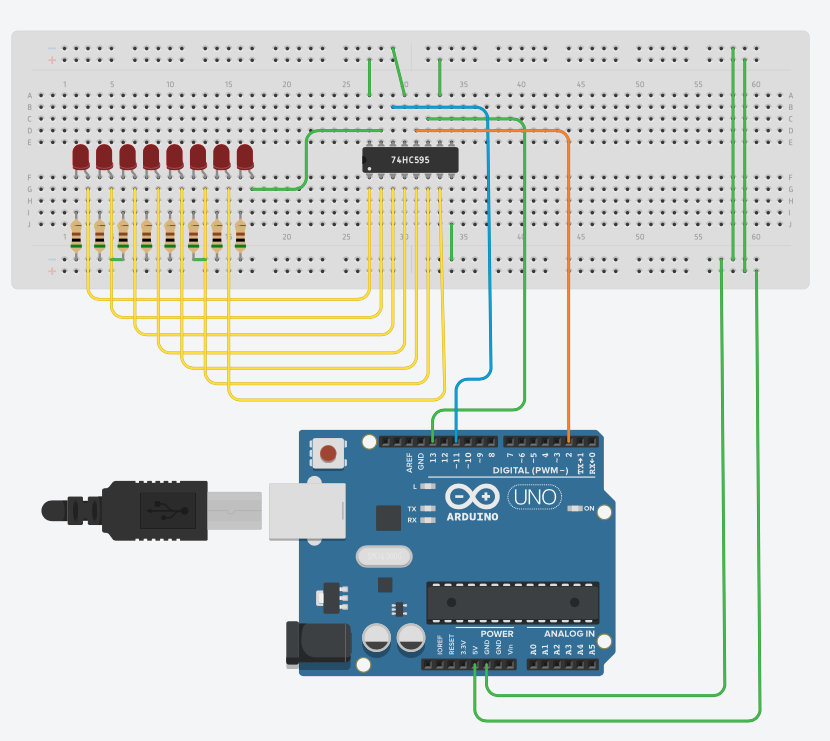 1 5 10 15 20 25 30 35 40 45 50 55 60
A A
B B
C C
D D
E E
74HC595
F F
G G
H H
I I
J J
1 15 20 25 30 35 40 45 50 55 60
AREF GND 13 12 ~11 ~10 ~9 8 7 ~6 ~5 4 ~3 2 TX→1 RX←0
DIGITAL (PWM~)
L
TX
RX
ARDUINO
UNO
ON
POWER ANALOG IN
IOREF RESET 3.3V 5V GND GND Vin A0 A1 A2 A3 A4 A5